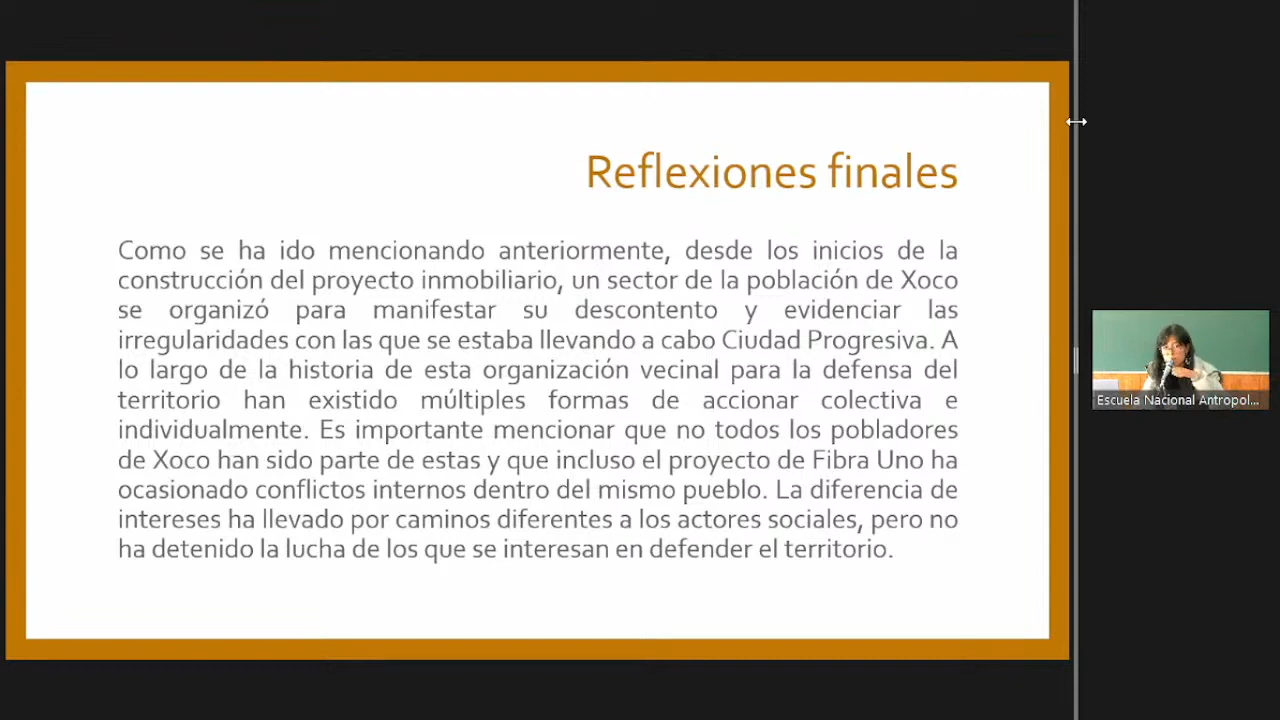 Reflexiones finales
Como se ha ido mencionando anteriormente, desde los inicios de la
construcción del proyecto inmobiliario, un sector de la población de Xoco
se organizó para manifestar su descontento y evidenciar las
irregularidades con las que se estaba llevando a cabo Ciudad Progresiva. A
lo largo de la historia de esta organización vecinal para la defensa del
territorio han existido múltiples formas de accionar colectiva e
individualmente. Es importante mencionar que no todos los pobladores
de Xoco han sido parte de estas y que incluso el proyecto de Fibra Uno ha
ocasionado conflictos internos dentro del mismo pueblo. La diferencia de
intereses ha llevado por caminos diferentes a los actores sociales, pero no
ha detenido la lucha de los que se interesan en defender el territorio.
Escuela Nacional Antropol...